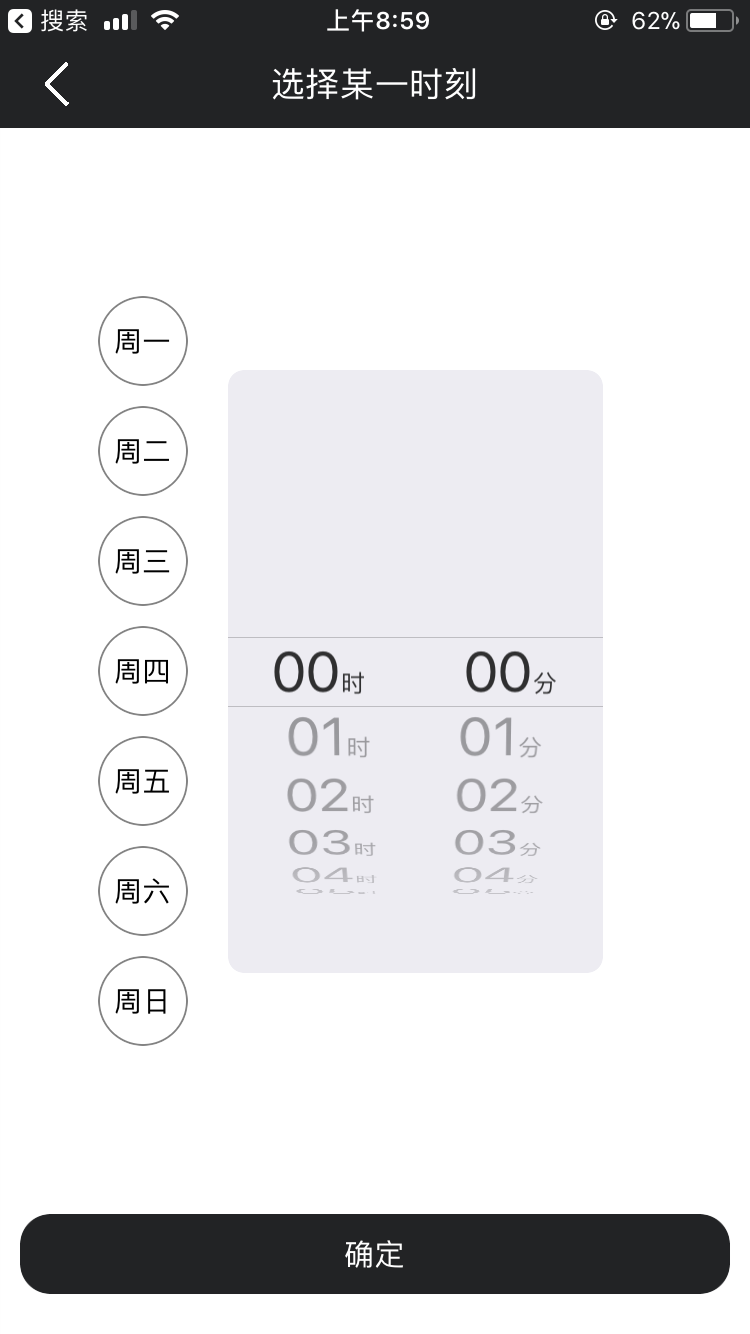 搜索 上午8:59 62%
选择某一时刻
周一
周二
周三
周四
周五
周六
周日
00时 00分
01时 01分
02时 02分
03时 03分
04时 04分
确定